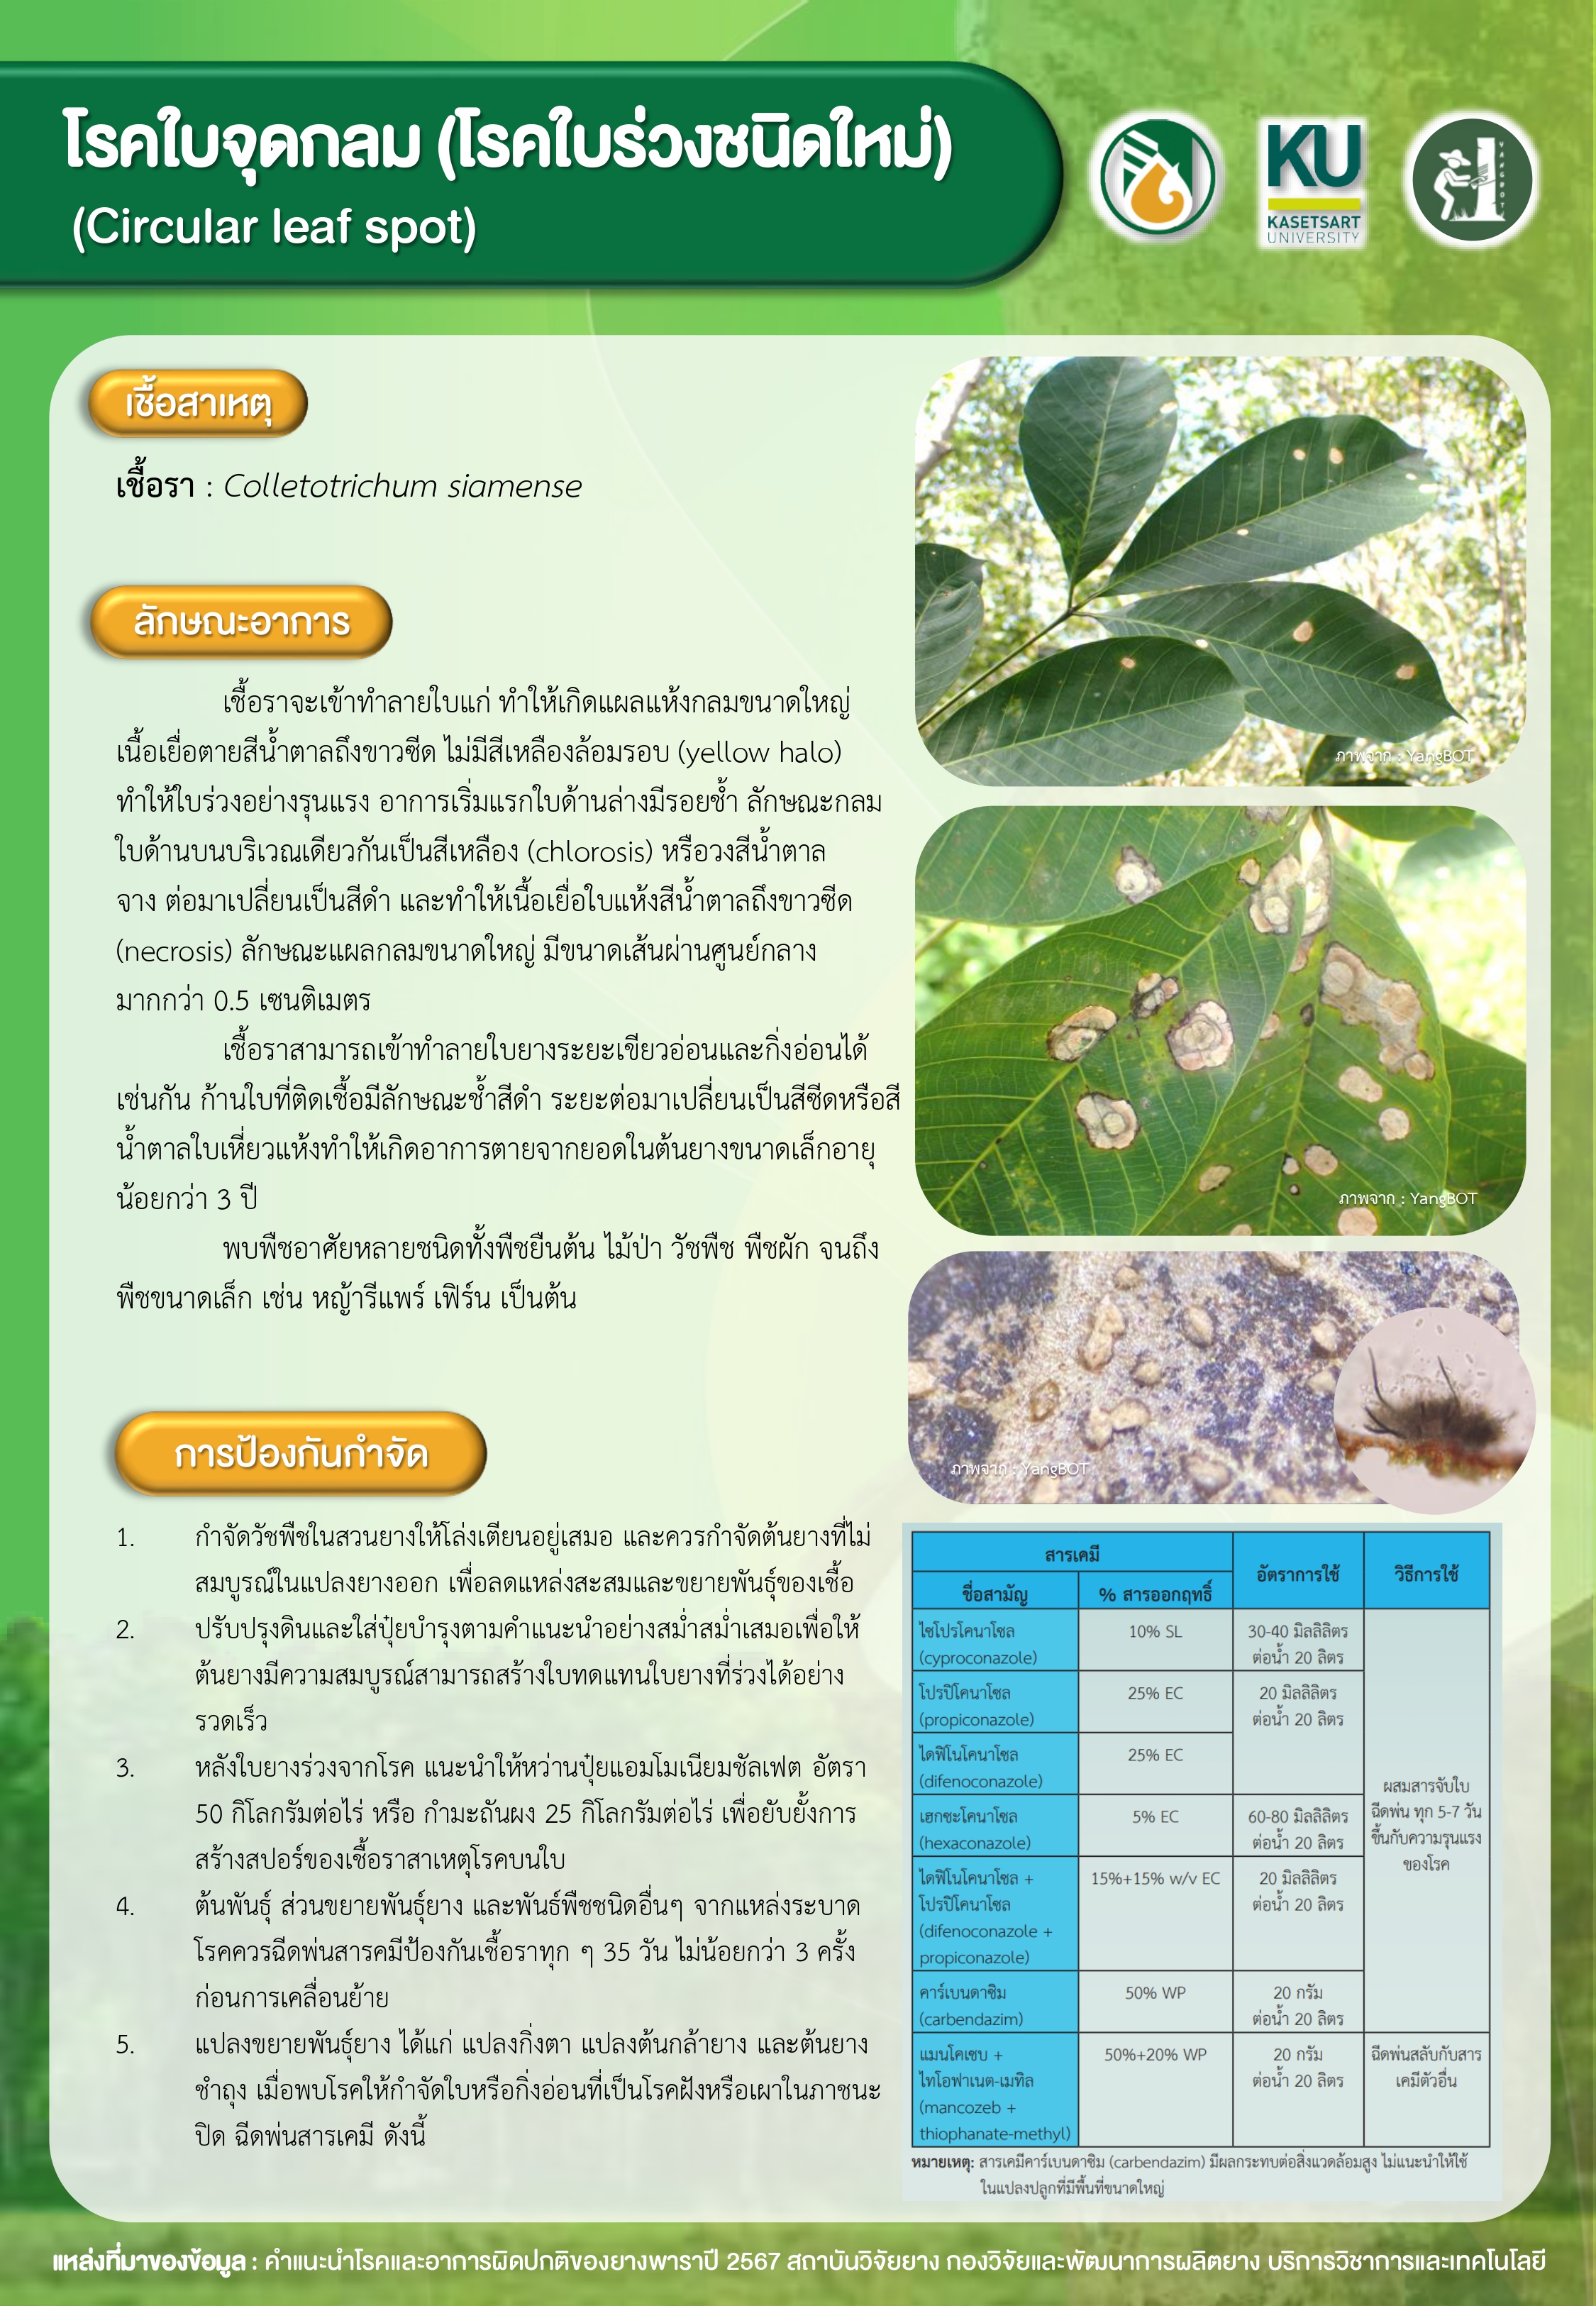 โรคใบจุดกลม (โรคใบร่วงชนิดใหม่)
(Circular leaf spot)
KU
KASETSART
UNIVERSITY
YANGBOT
เชื้อสาเหตุ
เชื้อรา : Colletotrichum siamense
ลักษณะอาการ
เชื้อราจะเข้าทำลายใบแก่ ทำให้เกิดแผลแห้งกลมขนาดใหญ่
เนื้อเยื่อตายสีน้ำตาลถึงขาวซีด ไม่มีสีเหลืองล้อมรอบ (yellow halo)
ทำให้ใบร่วงอย่างรุนแรง อาการเริ่มแรกใบด้านล่างมีรอยช้ำ ลักษณะกลม
ใบด้านบนบริเวณเดียวกันเป็นสีเหลือง (chlorosis) หรือวงสีน้ำตาล
จาง ต่อมาเปลี่ยนเป็นสีดำ และทำให้เนื้อเยื่อใบแห้งสีน้ำตาลถึงขาวซีด
(necrosis) ลักษณะแผลกลมขนาดใหญ่ มีขนาดเส้นผ่านศูนย์กลาง
มากกว่า 0.5 เซนติเมตร
เชื้อราสามารถเข้าทำลายใบยางระยะเขียวอ่อนและกิ่งอ่อนได้
เช่นกัน ก้านใบที่ติดเชื้อมีลักษณะช้ำสีดำ ระยะต่อมาเปลี่ยนเป็นสีซีดหรือสี
น้ำตาลใบเหี่ยวแห้งทำให้เกิดอาการตายจากยอดในต้นยางขนาดเล็กอายุ
น้อยกว่า 3 ปี
พบพืชอาศัยหลายชนิดทั้งพืชยืนต้น ไม้ป่า วัชพืช พืชผัก จนถึง
พืชขนาดเล็ก เช่น หญ้ารีแพร์ เฟิร์น เป็นต้น
ภาพจาก : YangBOT
ภาพจาก : YangBOT
ภาพจาก : YangBOT
การป้องกันกำจัด
1. กำจัดวัชพืชในสวนยางให้โล่งเตียนอยู่เสมอ และควรกำจัดต้นยางที่ไม่
สมบูรณ์ในแปลงยางออก เพื่อลดแหล่งสะสมและขยายพันธุ์ของเชื้อ
2. ปรับปรุงดินและใส่ปุ๋ยบำรุงตามคำแนะนำอย่างสม่ำสม่ำเสมอเพื่อให้
ต้นยางมีความสมบูรณ์สามารถสร้างใบทดแทนใบยางที่ร่วงได้อย่าง
รวดเร็ว
3. หลังใบยางร่วงจากโรค แนะนำให้หว่านปุ๋ยแอมโมเนียมซัลเฟต อัตรา
50 กิโลกรัมต่อไร่ หรือ กำมะถันผง 25 กิโลกรัมต่อไร่ เพื่อยับยั้งการ
สร้างสปอร์ของเชื้อราสาเหตุโรคบนใบ
4. ต้นพันธุ์ ส่วนขยายพันธุ์ยาง และพันธ์พืชชนิดอื่นๆ จากแหล่งระบาด
โรคควรฉีดพ่นสารคมีป้องกันเชื้อราทุก ๆ 35 วัน ไม่น้อยกว่า 3 ครั้ง
ก่อนการเคลื่อนย้าย
5. แปลงขยายพันธุ์ยาง ได้แก่ แปลงกิ่งตา แปลงต้นกล้ายาง และต้นยาง
ชำถุง เมื่อพบโรคให้กำจัดใบหรือกิ่งอ่อนที่เป็นโรคฝังหรือเผาในภาชนะ
ปิด ฉีดพ่นสารเคมี ดังนี้
สารเคมี อัตราการใช้ วิธีการใช้
ชื่อสามัญ % สารออกฤทธิ์
ไซโปรโคนาโซล 10% SL 30-40 มิลลิลิตร
(cyproconazole) ต่อน้ำ 20 ลิตร
โปรปิโคนาโซล 25% EC 20 มิลลิลิตร
(propiconazole) ต่อน้ำ 20 ลิตร
ไดฟิโนโคนาโซล 25% EC
(difenoconazole)
ผสมสารจับใบ
ฉีดพ่น ทุก 5-7 วัน
ขึ้นกับความรุนแรง
ของโรค
เฮกซะโคนาโซล 5% EC 60-80 มิลลิลิตร
(hexaconazole) ต่อน้ำ 20 ลิตร
ไดฟิโนโคนาโซล + 15%+15% w/v EC 20 มิลลิลิตร
โปรปิโคนาโซล ต่อน้ำ 20 ลิตร
(difenoconazole +
propiconazole)
คาร์เบนดาซิม 50% WP 20 กรัม
(carbendazim) ต่อน้ำ 20 ลิตร
แมนโคเซบ + 50%+20% WP 20 กรัม ฉีดพ่นสลับกับสาร
ไทโอฟาเนต-เมทิล ต่อน้ำ 20 ลิตร เคมีตัวอื่น
(mancozeb +
thiophanate-methyl)
หมายเหตุ: สารเคมีคาร์เบนดาซิม (carbendazim) มีผลกระทบต่อสิ่งแวดล้อมสูง ไม่แนะนำให้ใช้
ในแปลงปลูกที่มีพื้นที่ขนาดใหญ่
แหล่งที่มาของข้อมูล : คำแนะนำโรคและอาการผิดปกติของยางพาราปี 2567 สถาบันวิจัยยาง กองวิจัยและพัฒนาการผลิตยาง บริการวิชาการและเทคโนโลยี